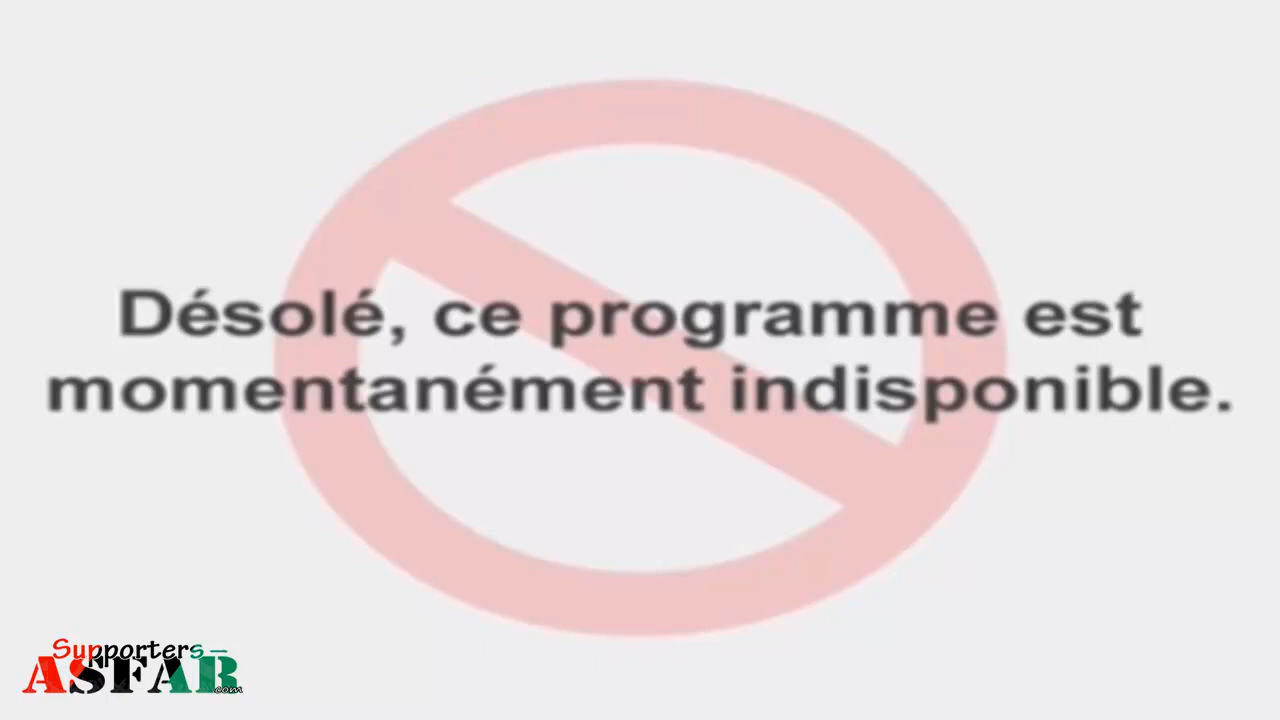 Désolé, ce programme est
momentanément indisponible.
Supporters-
ASFAR
.com